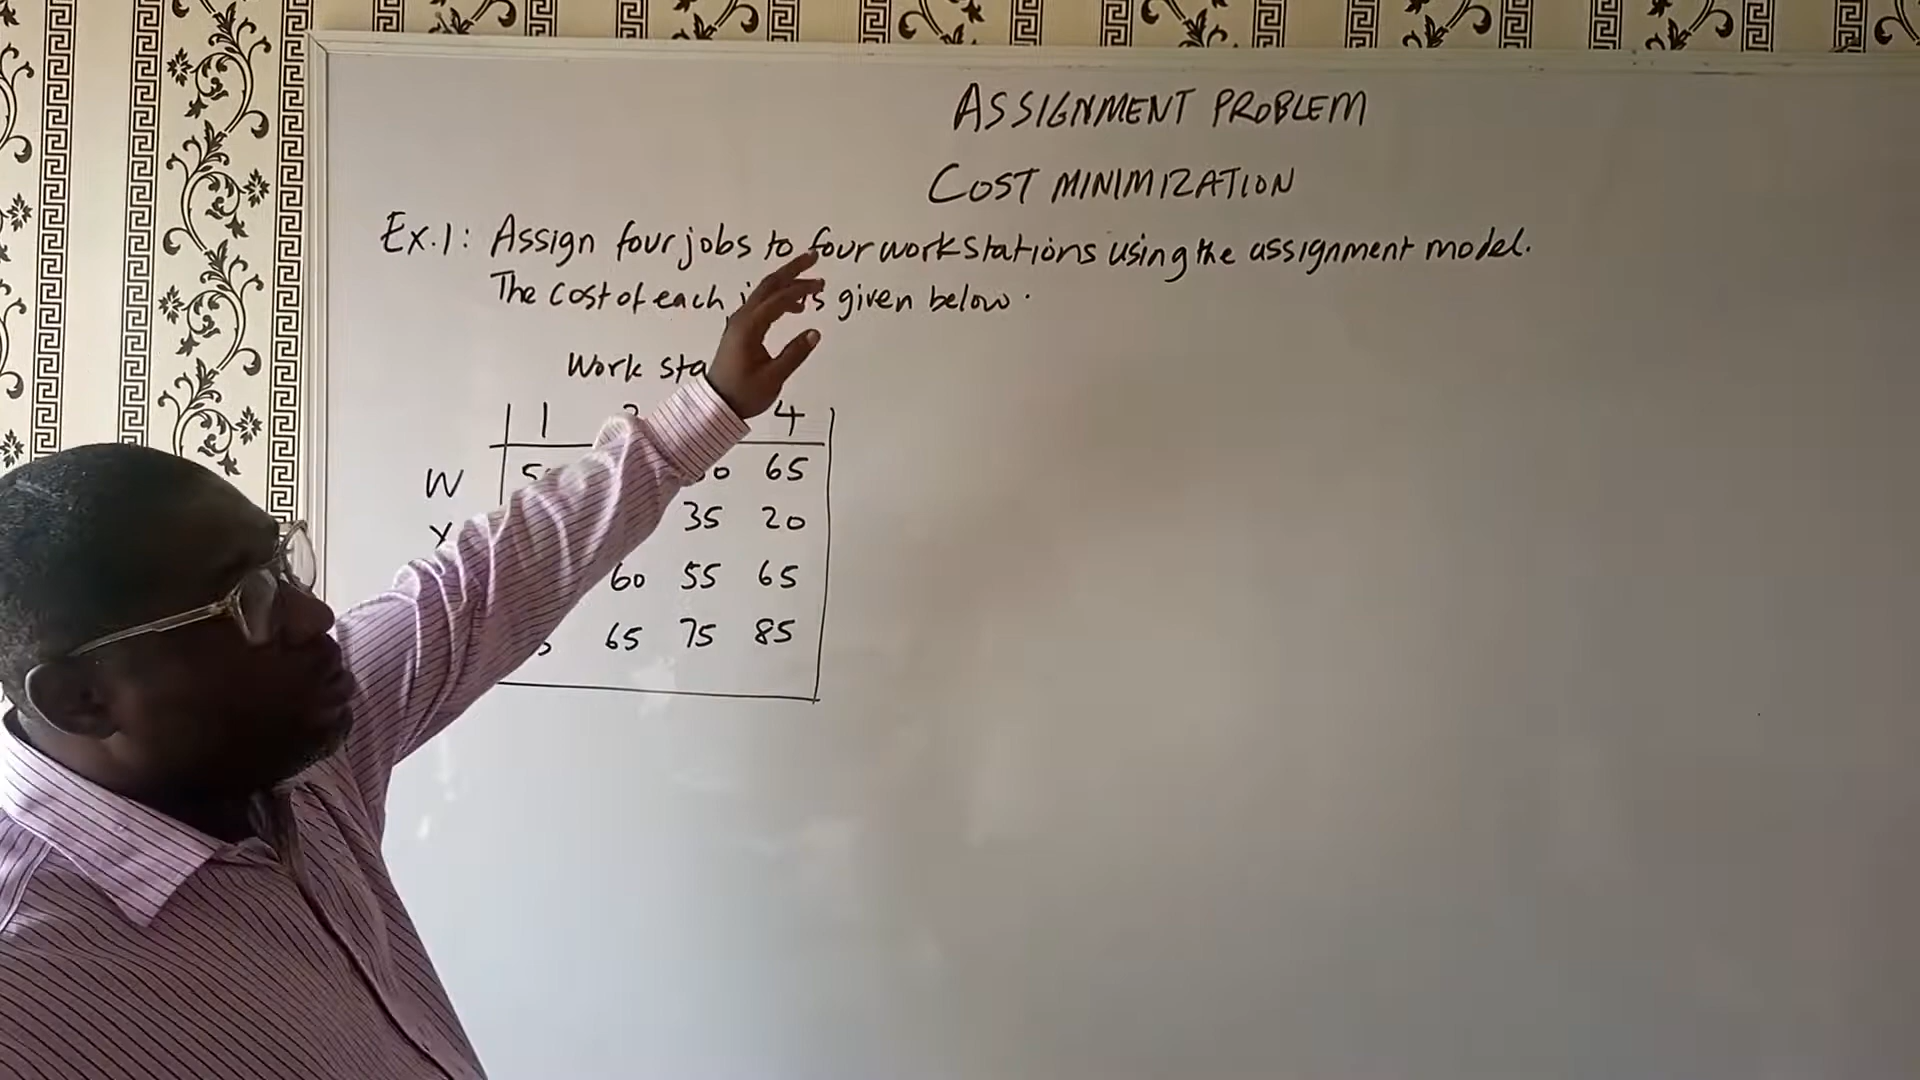 ASSIGNMENT PROBLEM
COST MINIMIZATION
Ex.1: Assign four jobs to four workstations using the assignment model.
The cost of each is given below.
Work
1 4
W 65
X 35 20
60 55 65
65 75 85